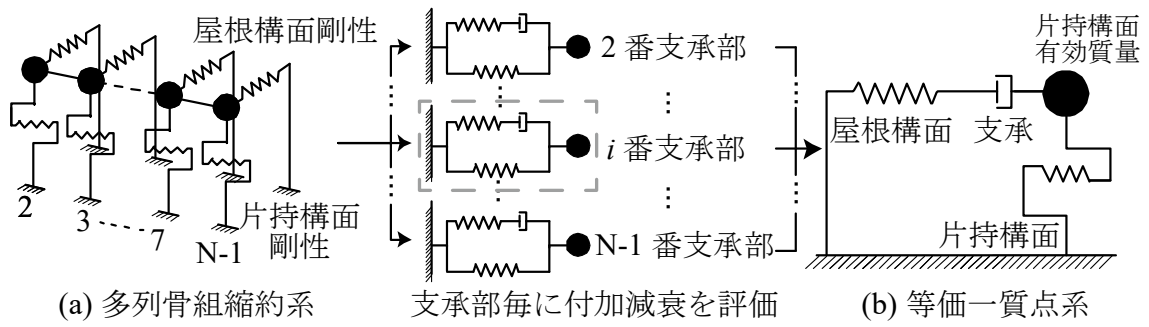 屋根構面剛性
2
3
7
N-1
片持構面
剛性
(a) 多列骨組縮約系
2 番支承部
i 番支承部
N-1 番支承部
支承部毎に付加減衰を評価
片持構面
有効質量
屋根構面
支承
片持構面
(b) 等価一質点系